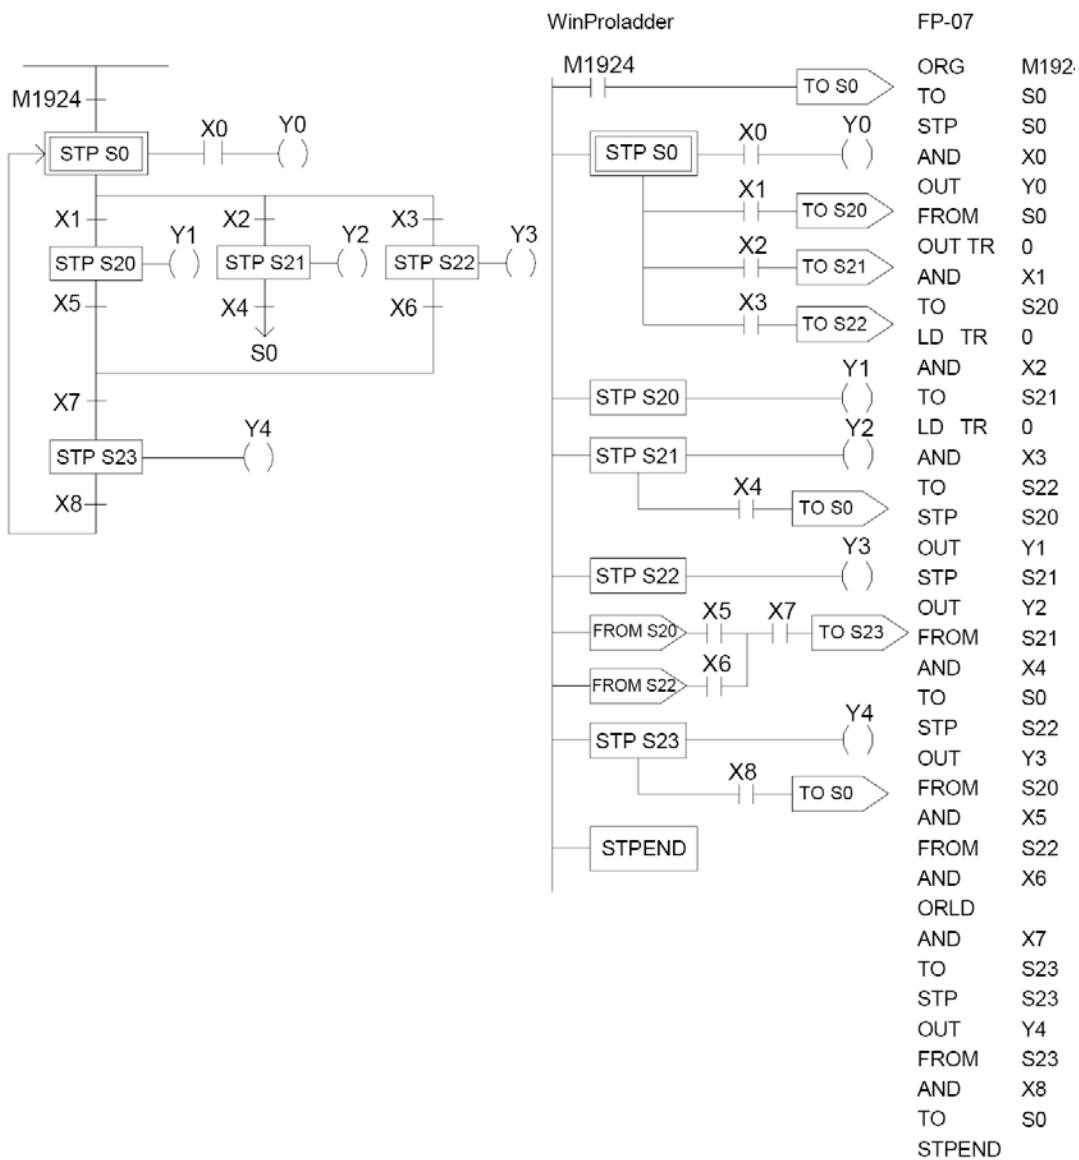 WinProladder
FP-07
M1924
X0
Y0
STP S0
X1
X2
X3
Y1
Y2
Y3
STP S20
STP S21
STP S22
X5
X4
X6
S0
X7
Y4
STP S23
X8
M1924
TO S0
X0
Y0
STP S0
X1
TO S20
X2
TO S21
X3
TO S22
Y1
STP S20
Y2
STP S21
X4
TO S0
Y3
STP S22
X5
X7
FROM S20
TO S23
X6
FROM S22
Y4
STP S23
X8
TO S0
STPEND
ORG M1924
TO S0
STP S0
AND X0
OUT Y0
FROM S0
OUT TR 0
AND X1
TO S20
LD TR 0
AND X2
TO S21
LD TR 0
AND X3
TO S22
STP S20
OUT Y1
STP S21
OUT Y2
FROM S21
AND X4
TO S0
STP S22
OUT Y3
FROM S20
AND X5
FROM S22
AND X6
ORLD
AND X7
TO S23
STP S23
OUT Y4
FROM S23
AND X8
TO S0
STPEND